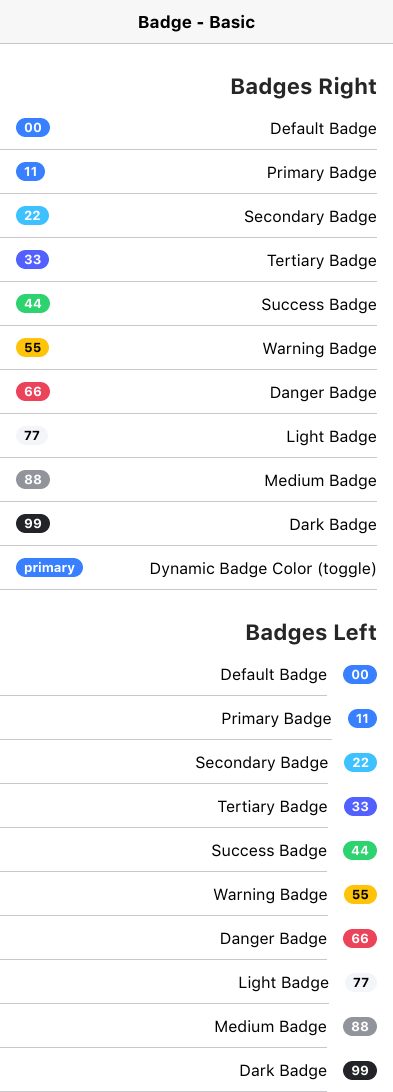 Badge - Basic
Badges Right
00 Default Badge
11 Primary Badge
22 Secondary Badge
33 Tertiary Badge
44 Success Badge
55 Warning Badge
66 Danger Badge
77 Light Badge
88 Medium Badge
99 Dark Badge
primary Dynamic Badge Color (toggle)
Badges Left
Default Badge 00
Primary Badge 11
Secondary Badge 22
Tertiary Badge 33
Success Badge 44
Warning Badge 55
Danger Badge 66
Light Badge 77
Medium Badge 88
Dark Badge 99